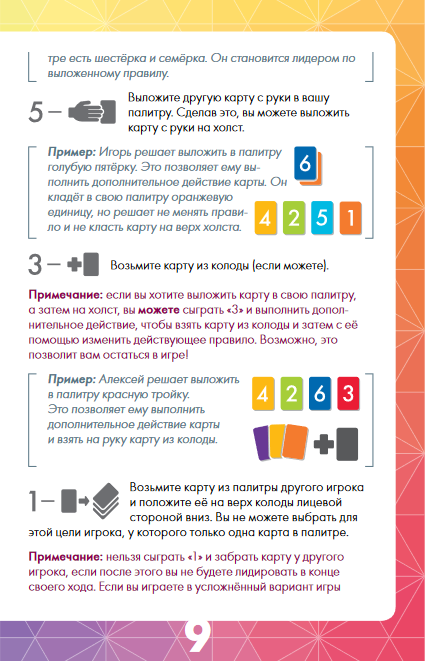 тре есть шестёрка и семёрка. Он становится лидером по
выложенному правилу.
5 – Выложите другую карту с руки в вашу
палитру. Сделав это, вы можете выложить
карту с руки на холст.
Пример: Игорь решает выложить в палитру
голубую пятёрку. Это позволяет ему вы-
полнить дополнительное действие карты. Он
кладёт в свою палитру оранжевую
единицу, но решает не менять прави-
ло и не класть карту на верх холста.
6
4 2 5 1
3 – Возьмите карту из колоды (если можете).
Примечание: если вы хотите выложить карту в свою палитру,
а затем на холст, вы можете сыграть «3» и выполнить допол-
нительное действие, чтобы взять карту из колоды и затем с её
помощью изменить действующее правило. Возможно, это
позволит вам остаться в игре!
Пример: Алексей решает выложить
в палитру красную тройку.
Это позволяет ему выполнить
дополнительное действие карты
и взять на руку карту из колоды.
4 2 6 3
1 – Возьмите карту из палитры другого игрока
и положите её на верх колоды лицевой
стороной вниз. Вы не можете выбрать для
этой цели игрока, у которого только одна карта в палитре.
Примечание: нельзя сыграть «1» и забрать карту у другого
игрока, если после этого вы не будете лидировать в конце
своего хода. Если вы играете в усложнённый вариант игры
9